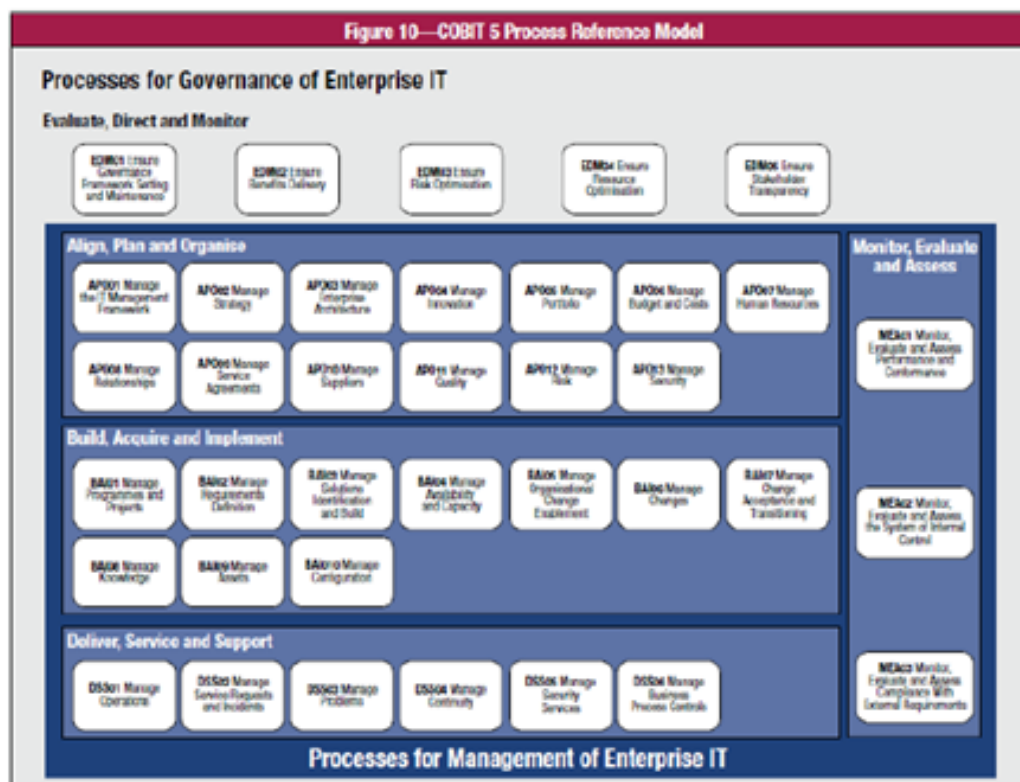 Figure 10—COBIT 5 Process Reference Model
Processes for Governance of Enterprise IT
Evaluate, Direct and Monitor
EDM01 Ensure
Governance
Framework Setting
and Maintenance
EDM02 Ensure
Benefits Delivery
EDM03 Ensure
Risk Optimisation
EDM04 Ensure
Resource
Optimisation
EDM05 Ensure
Stakeholder
Transparency
Align, Plan and Organise
APO01 Manage
the IT Management
Framework
APO02 Manage
Strategy
APO03 Manage
Enterprise
Architecture
APO04 Manage
Innovation
APO05 Manage
Portfolio
APO06 Manage
Budget and Costs
APO07 Manage
Human Resources
APO08 Manage
Relationships
APO09 Manage
Service
Agreements
APO10 Manage
Suppliers
APO11 Manage
Quality
APO12 Manage
Risk
APO13 Manage
Security
Build, Acquire and Implement
BAI01 Manage
Programmes and
Projects
BAI02 Manage
Requirements
Definition
BAI03 Manage
Solutions
Identification
and Build
BAI04 Manage
Availability
and Capacity
BAI05 Manage
Organisational
Change
Enablement
BAI06 Manage
Changes
BAI07 Manage
Change
Acceptance and
Transitioning
BAI08 Manage
Knowledge
BAI09 Manage
Assets
BAI010 Manage
Configuration
Deliver, Service and Support
DSS01 Manage
Operations
DSS02 Manage
Service Requests
and Incidents
DSS03 Manage
Problems
DSS04 Manage
Continuity
DSS05 Manage
Security
Services
DSS06 Manage
Business
Process Controls
Monitor, Evaluate
and Assess
MEA01 Monitor,
Evaluate and Assess
Performance and
Conformance
MEA02 Monitor,
Evaluate and Assess
the System of Internal
Control
MEA03 Monitor,
Evaluate and Assess
Compliance With
External Requirements
Processes for Management of Enterprise IT